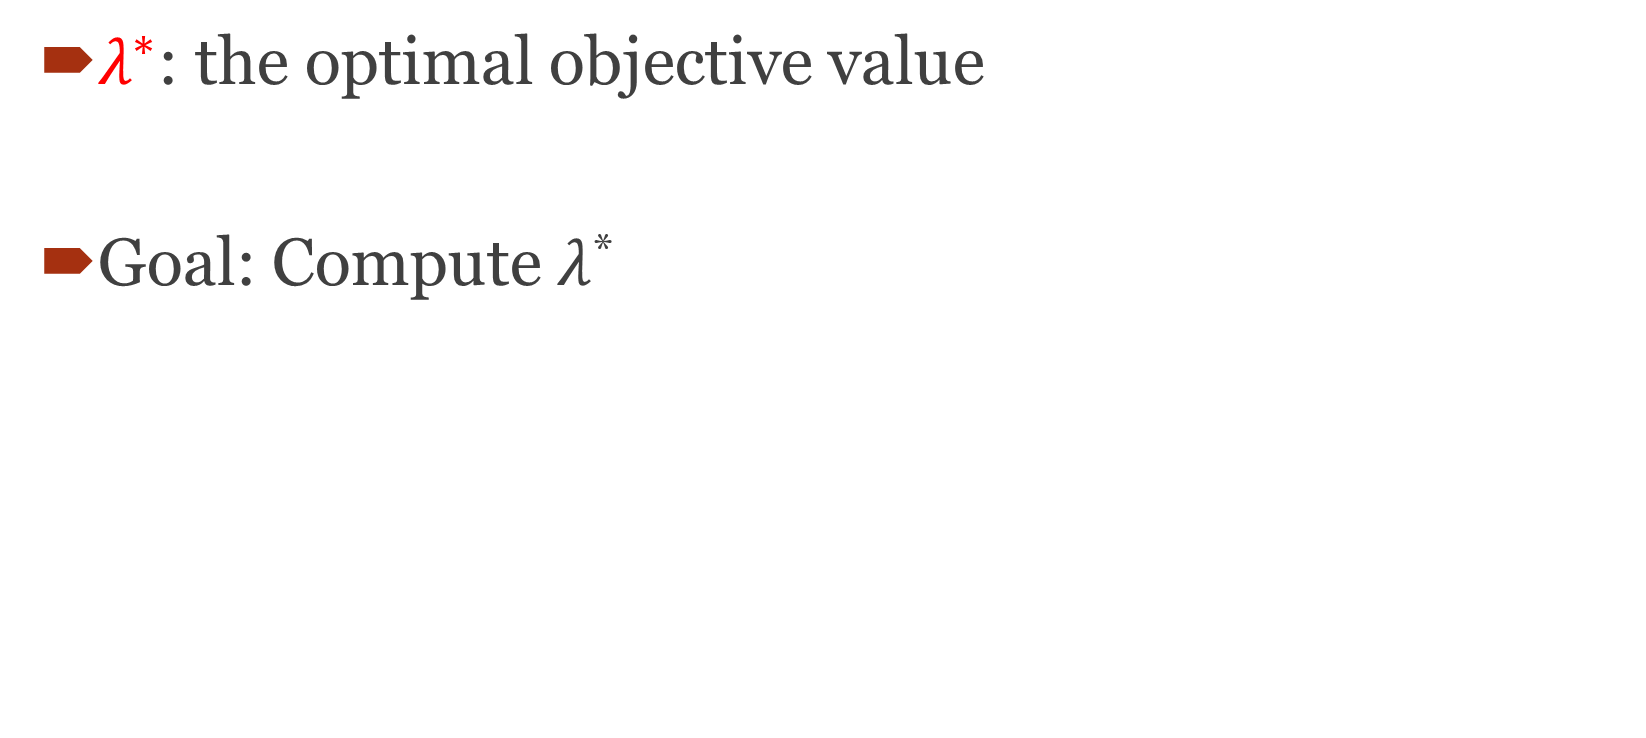 λ*: the optimal objective value
Goal: Compute λ*